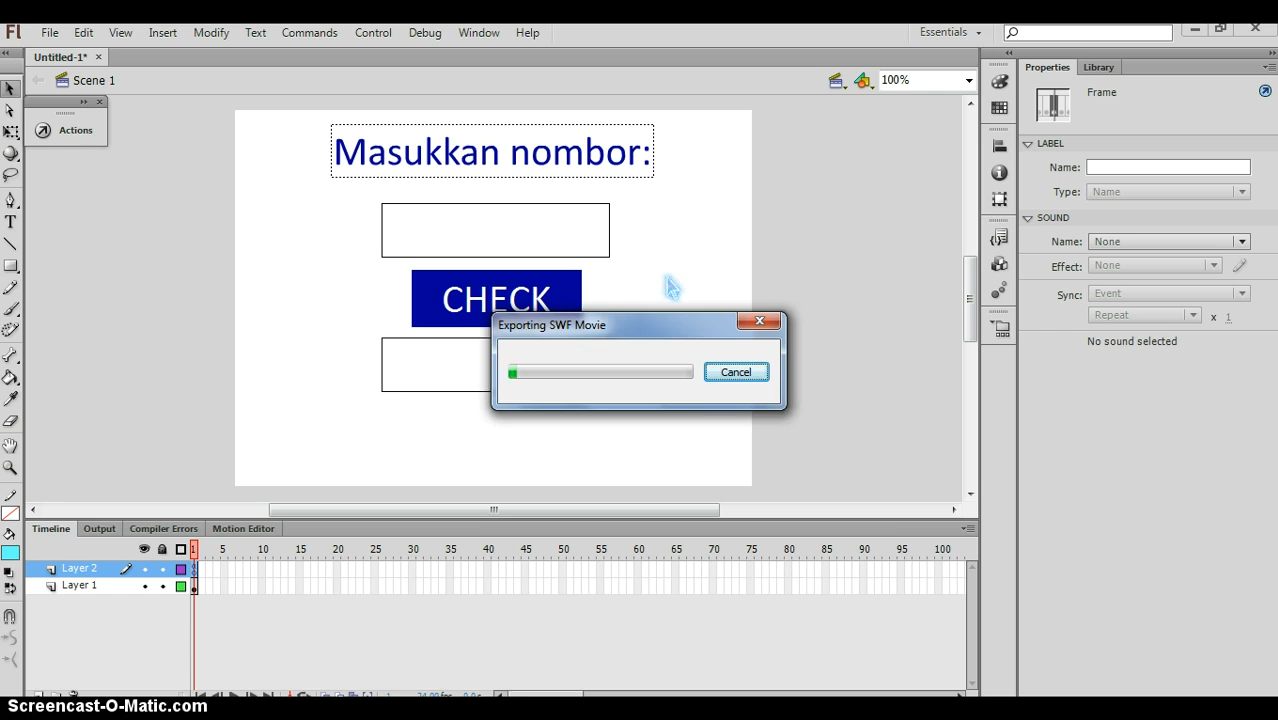 Fl File Edit View Insert Modify Text Commands Control Debug Window Help Essentials
Untitled-1* ×
Scene 1 100%
Actions
Masukkan nombor:
CHECK
Exporting SWF Movie
Cancel
Properties Library
Frame
LABEL
Name:
Type: Name
SOUND
Name: None
Effect: None
Sync: Event
Repeat x 1
No sound selected
Timeline Output Compiler Errors Motion Editor
1 5 10 15 20 25 30 35 40 45 50 55 60 65 70 75 80 85 90 95 100
Layer 2
Layer 1
Screencast-O-Matic.com